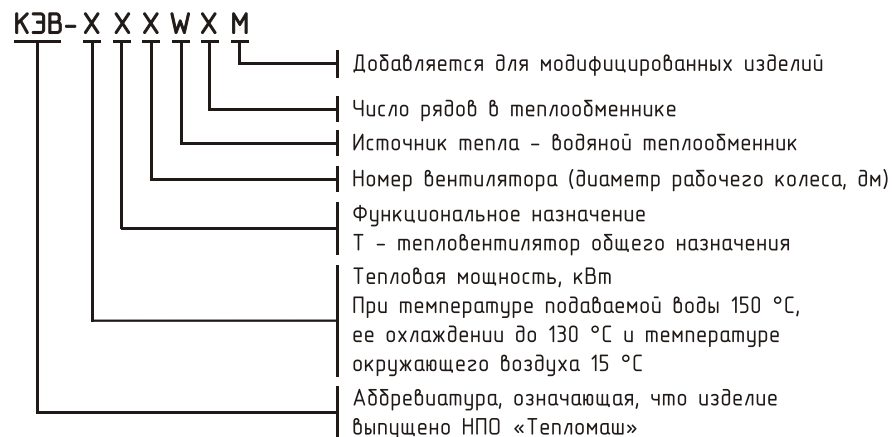 КЭВ-Х Х Х W Х М
Добавляется для модифицированных изделий
Число рядов в теплообменнике
Источник тепла - водяной теплообменник
Номер вентилятора (диаметр рабочего колеса, дм)
Функциональное назначение
Т - тепловентилятор общего назначения
Тепловая мощность, кВт
При температуре подаваемой воды 150 °С,
ее охлаждении до 130 °С и температуре
окружающего воздуха 15 °С
Аббревиатура, означающая, что изделие
выпущено НПО «Тепломаш»